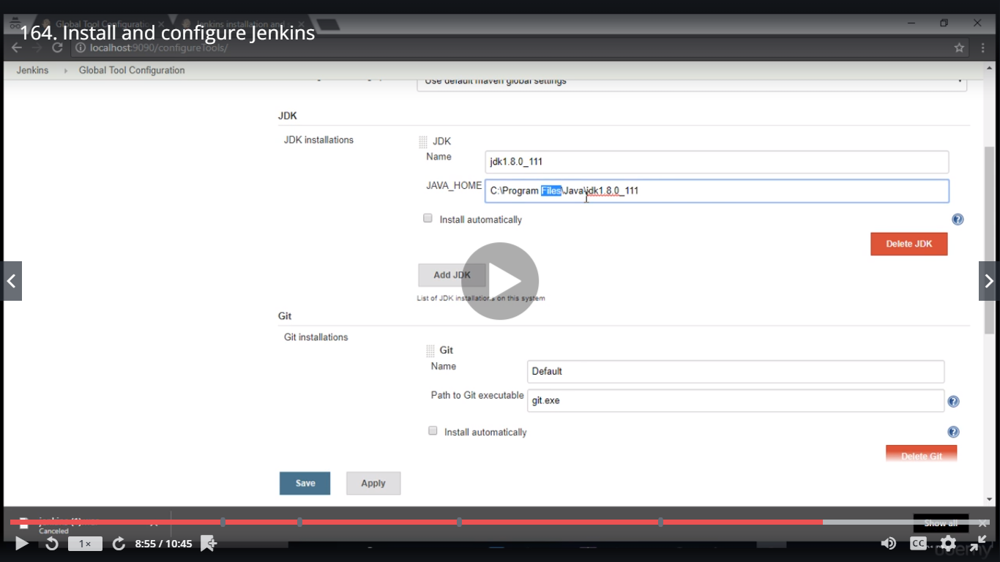 Global Tool Configuratic
Jenkins installation and
164. Install and configure Jenkins
localhost:9090/configureTools/
Jenkins
Global Tool Configuration
Use default maven global settings
JDK
JDK installations
JDK
Name
jdk1.8.0_111
JAVA_HOME
C:\Program Files\Java\jdk1.8.0_111
Install automatically
Delete JDK
Add JDK
List of JDK installations on this system
Git
Git installations
Git
Name
Default
Path to Git executable
git.exe
Install automatically
Delete Git
Save
Apply
Canceled
Show all
1×
8:55 / 10:45
CC
udemy